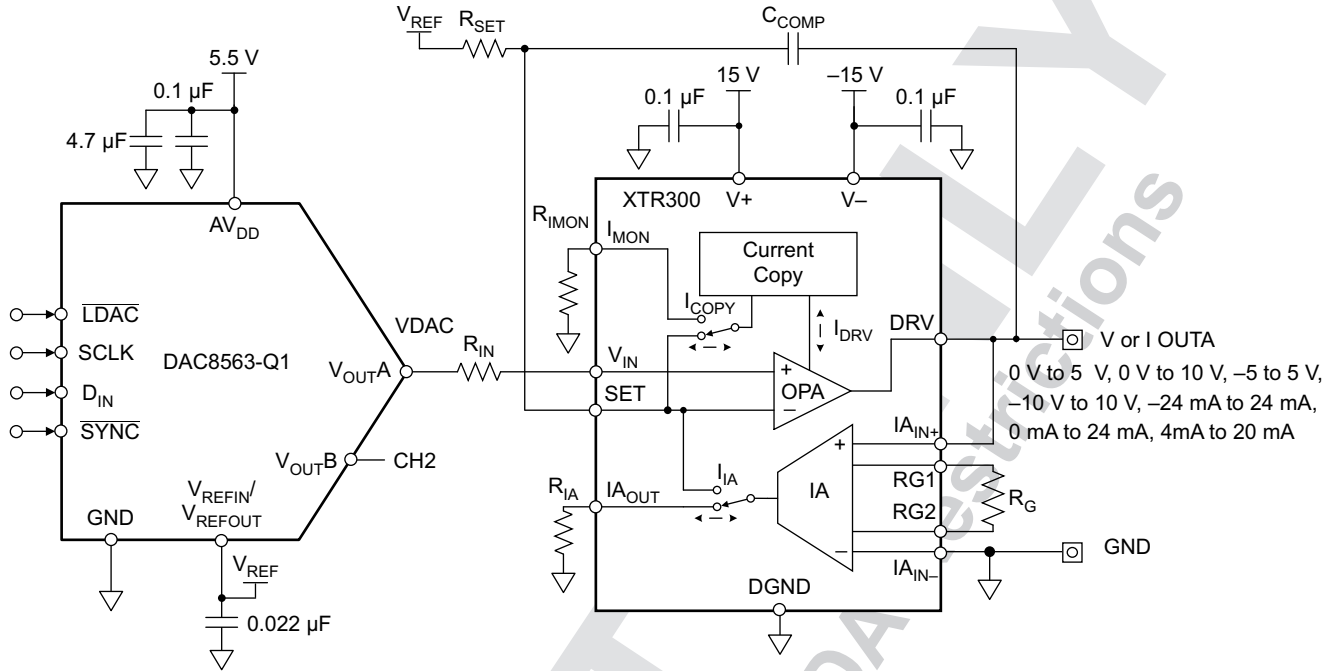 V_REF
R_SET
C_COMP
5.5 V
0.1 µF
4.7 µF
15 V
–15 V
0.1 µF
0.1 µF
XTR300
V+
V–
AV_DD
R_IMON
I_MON
Current
Copy
I_COPY
I_DRV
DRV
LDAC
SCLK
D_IN
SYNC
DAC8563-Q1
VDAC
V_OUTA
R_IN
V_IN
SET
+
OPA
–
V or I OUTA
0 V to 5 V, 0 V to 10 V, –5 to 5 V,
–10 V to 10 V, –24 mA to 24 mA,
0 mA to 24 mA, 4mA to 20 mA
V_OUTB
CH2
I_IA
R_IA
IA_OUT
+
IA
–
IA_IN+
RG1
RG2
R_G
IA_IN–
GND
GND
V_REFIN/
V_REFOUT
V_REF
0.022 µF
DGND